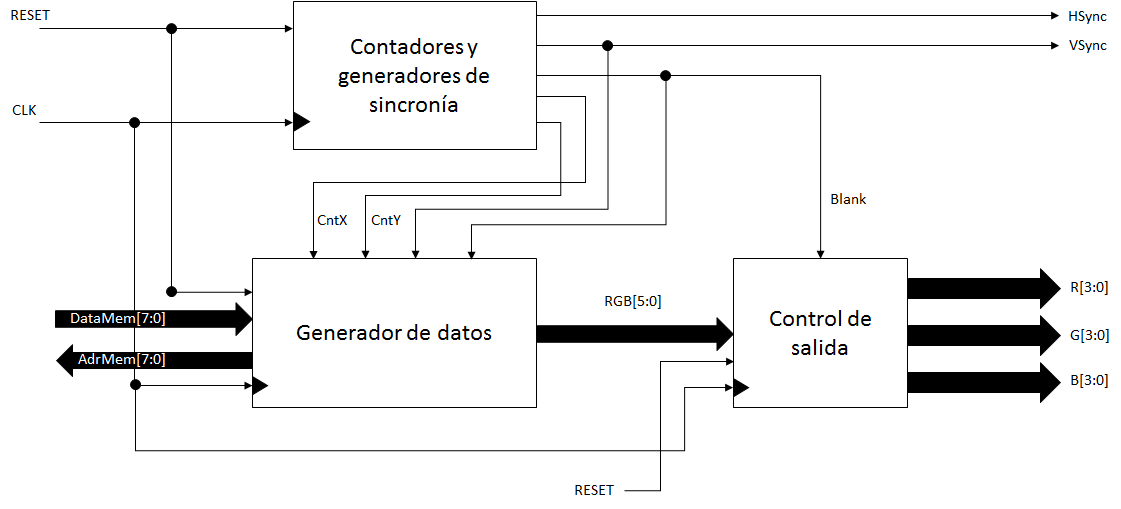 RESET
HSync
Contadores y
generadores de
sincronía
VSync
CLK
CntX
CntY
Blank
DataMem[7:0]
AdrMem[7:0]
Generador de datos
RGB[5:0]
Control de
salida
R[3:0]
G[3:0]
B[3:0]
RESET